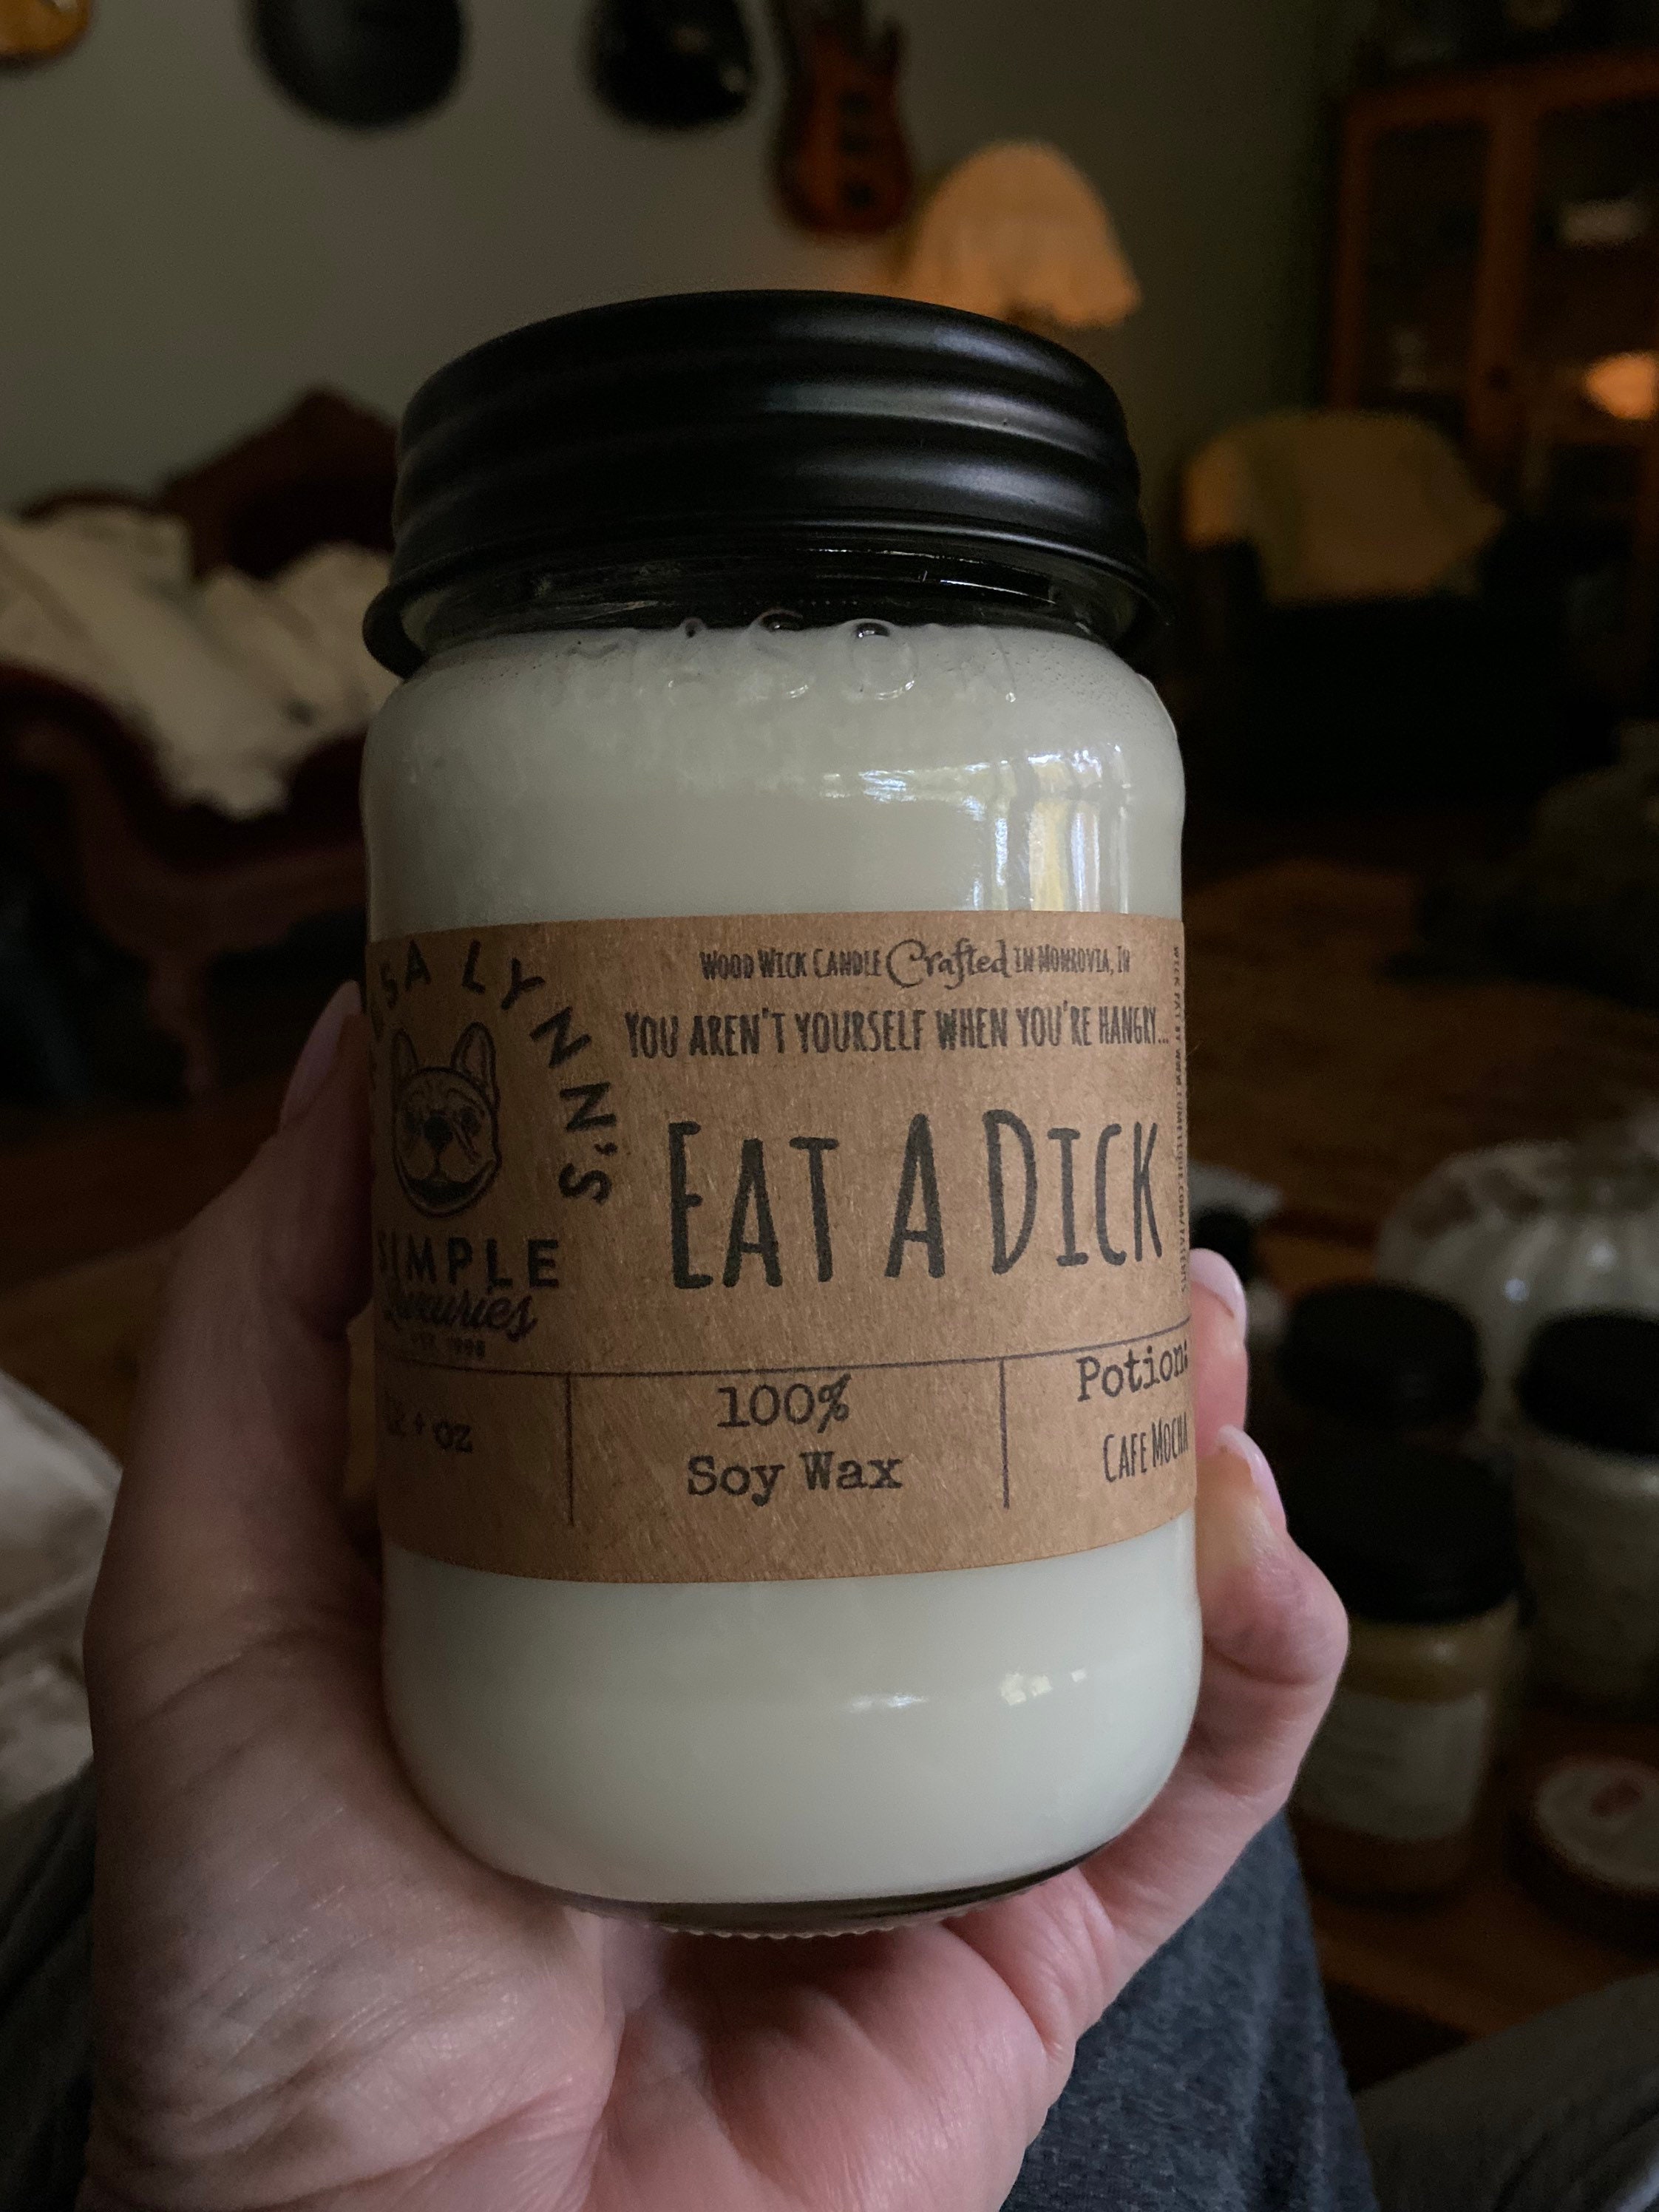 LYNN'S
SIMPLE
Luxuries
WOOD WICK CANDLE Crafted IN MONROVIA, IN
YOU AREN'T YOURSELF WHEN YOU'RE HANGRY...
EAT A DICK
oz
100%
Soy Wax
Potion:
CAFE MOCHA